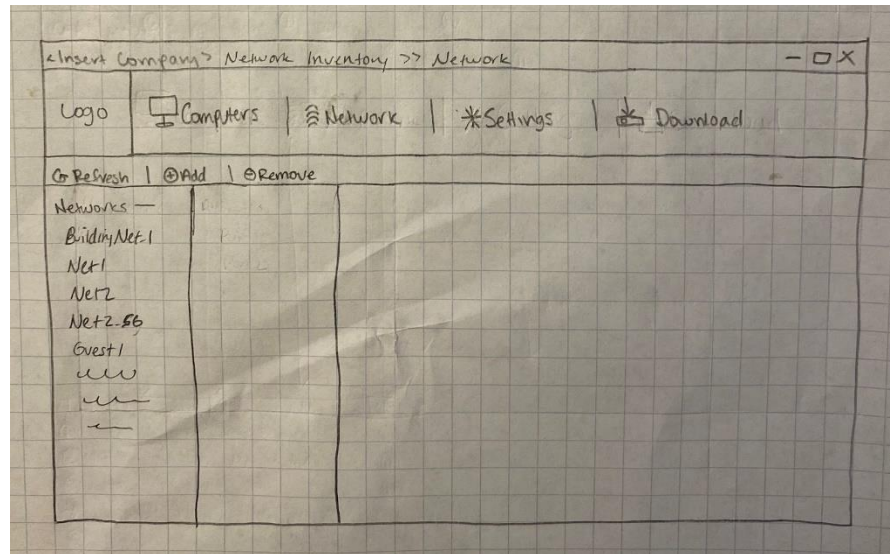 <Insert Company> Network Inventory >> Network
Logo Computers | Network | Settings | Download
Refresh | Add | Remove
Networks —
BuildingNet1
Net1
Net2
Net2-5G
Guest1